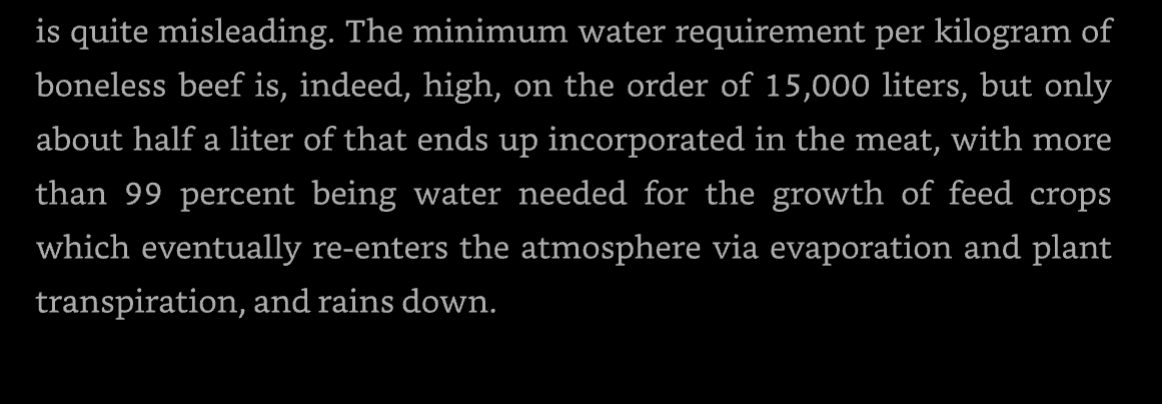 is quite misleading. The minimum water requirement per kilogram of
boneless beef is, indeed, high, on the order of 15,000 liters, but only
about half a liter of that ends up incorporated in the meat, with more
than 99 percent being water needed for the growth of feed crops
which eventually re-enters the atmosphere via evaporation and plant
transpiration, and rains down.